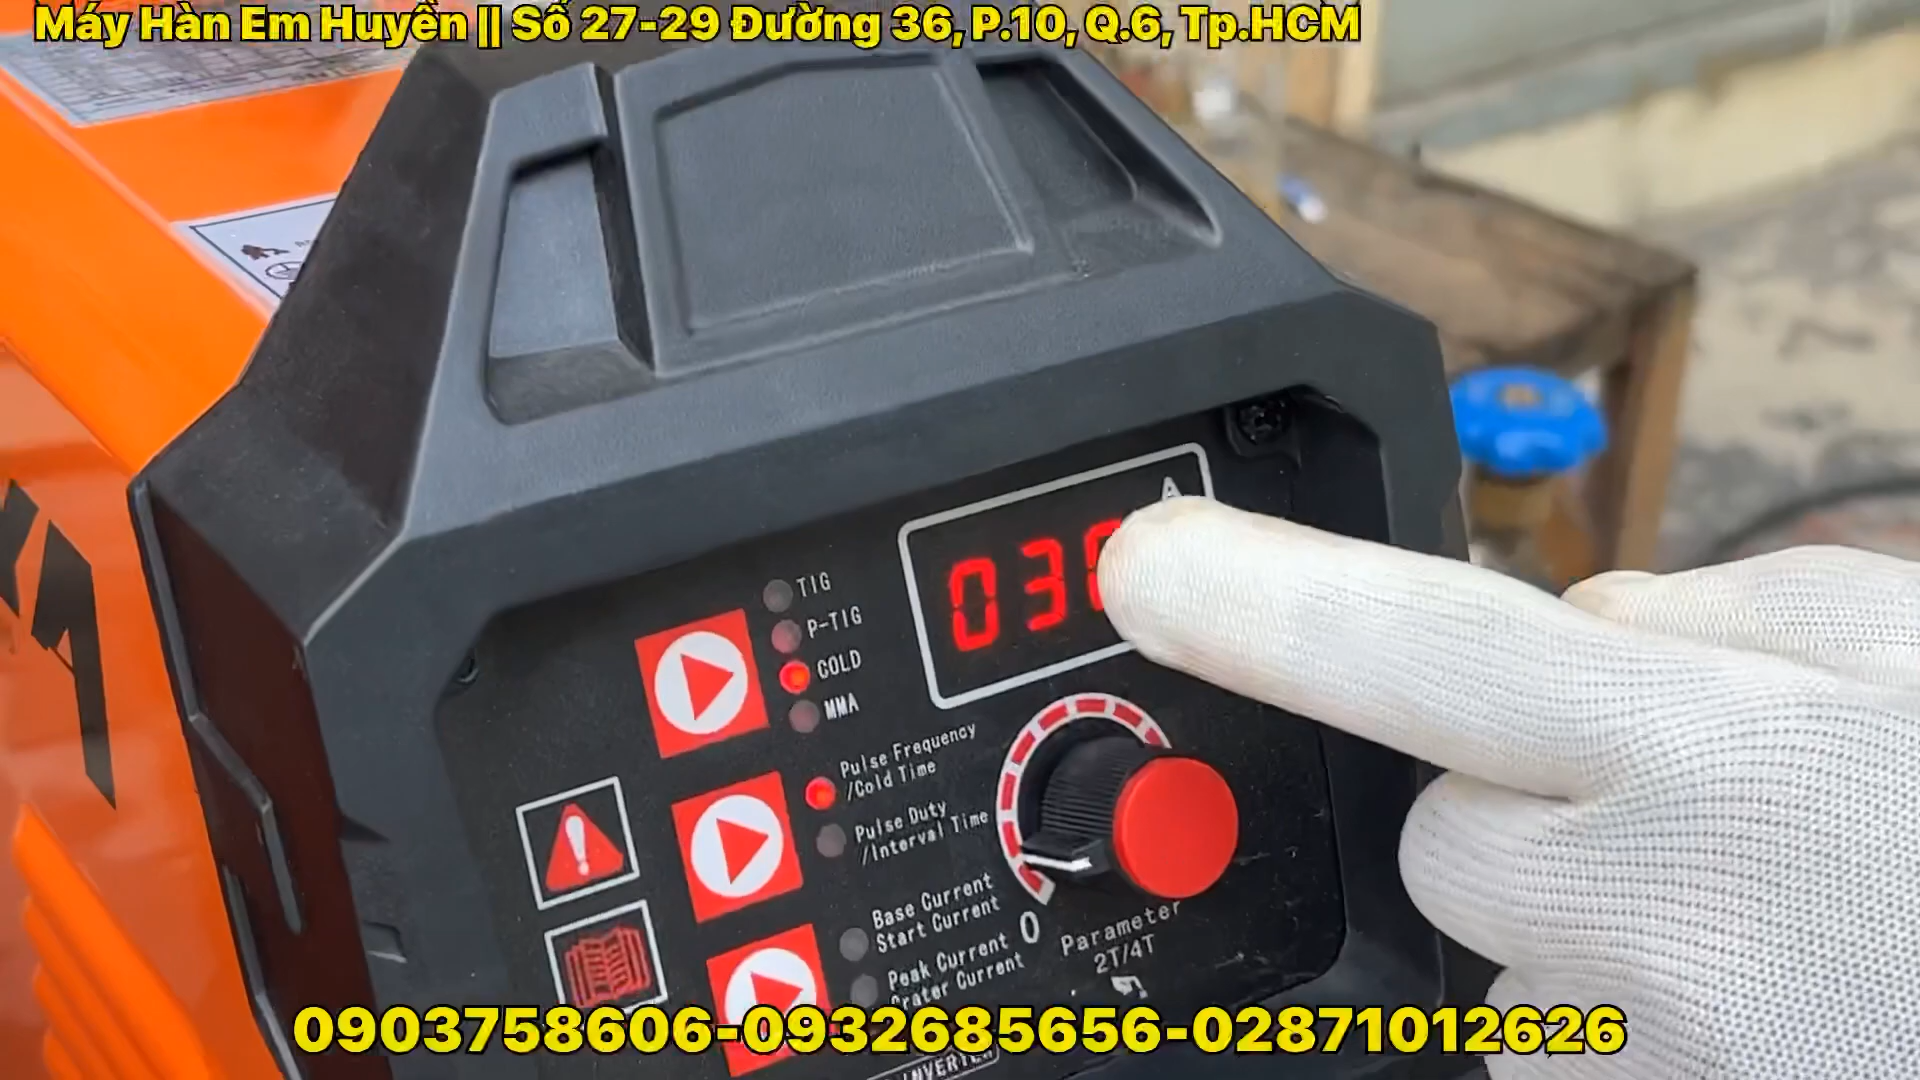 Máy Hàn Em Huyền || Số 27-29 Đường 36, P.10, Q.6, Tp.HCM
A
TIG
P-TIG
COLD
MMA
Pulse Frequency
/Cold Time
Pulse Duty
/Interval Time
Base Current
Start Current
Peak Current
Crater Current
0
Parameter
2T/4T
0903758606-0932685656-02871012626
INVERTER